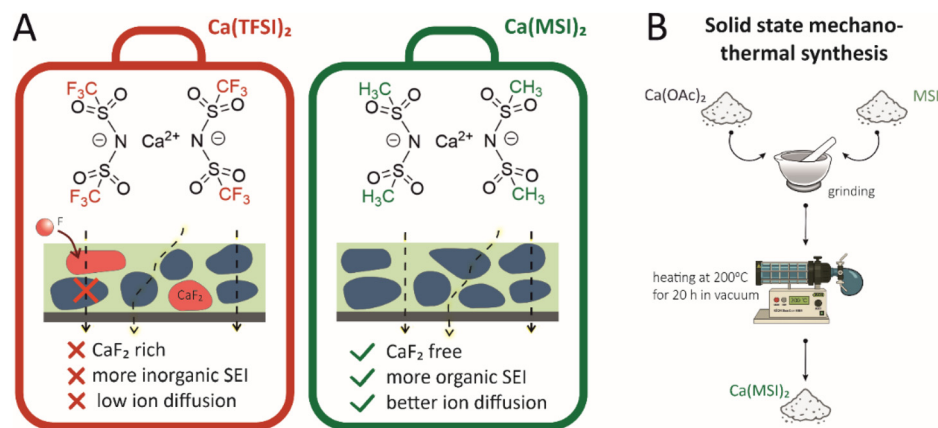 A
Ca(TFSI)₂
F₃C
CF₃
O
S
O
N
⊖
Ca²⁺
⊖
N
O
S
O
F₃C
CF₃
F
CaF₂
CaF₂ rich
more inorganic SEI
low ion diffusion
Ca(MSI)₂
H₃C
CH₃
O
S
O
N
⊖
Ca²⁺
⊖
N
O
S
O
H₃C
CH₃
CaF₂ free
more organic SEI
better ion diffusion
B
Solid state mechano-
thermal synthesis
Ca(OAc)₂
MSI
grinding
heating at 200°C
for 20 h in vacuum
Ca(MSI)₂